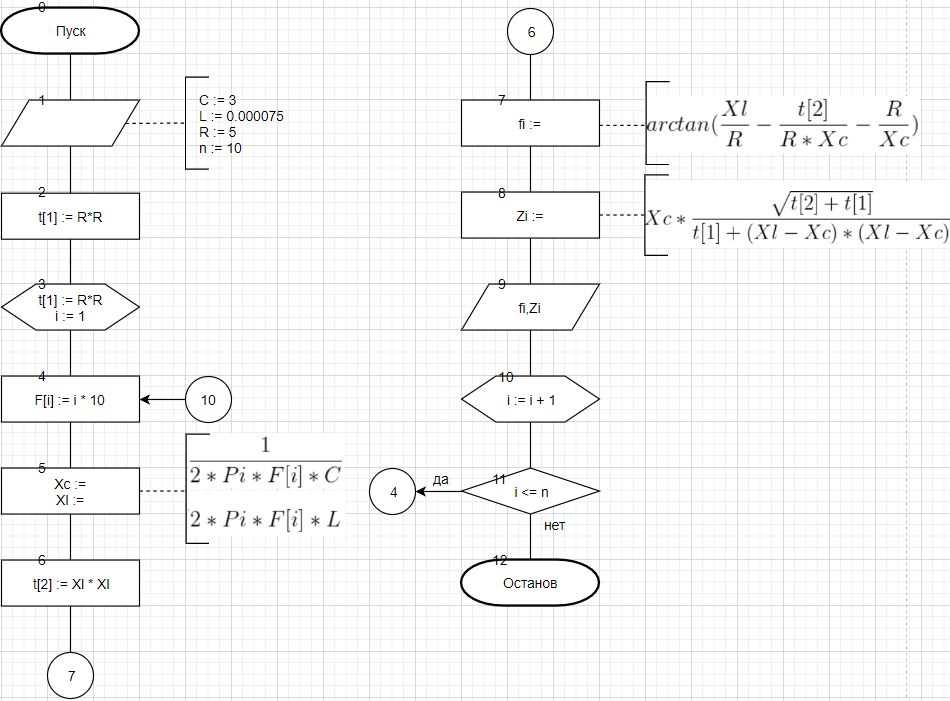 0
Пуск
1
C := 3
L := 0.000075
R := 5
n := 10
2
t[1] := R*R
3
t[1] := R*R
i := 1
4
F[i] := i * 10
10
5
Xc :=
Xl :=
1
2 * Pi * F[i] * C
2 * Pi * F[i] * L
6
t[2] := Xl * Xl
7
6
7
fi :=
arctan(Xl/R − t[2]/R * Xc − R/Xc)
8
Zi :=
Xc * √t[2] + t[1]
t[1] + (Xl − Xc) * (Xl − Xc)
9
fi,Zi
10
i := i + 1
11
i <= n
да
4
нет
12
Останов